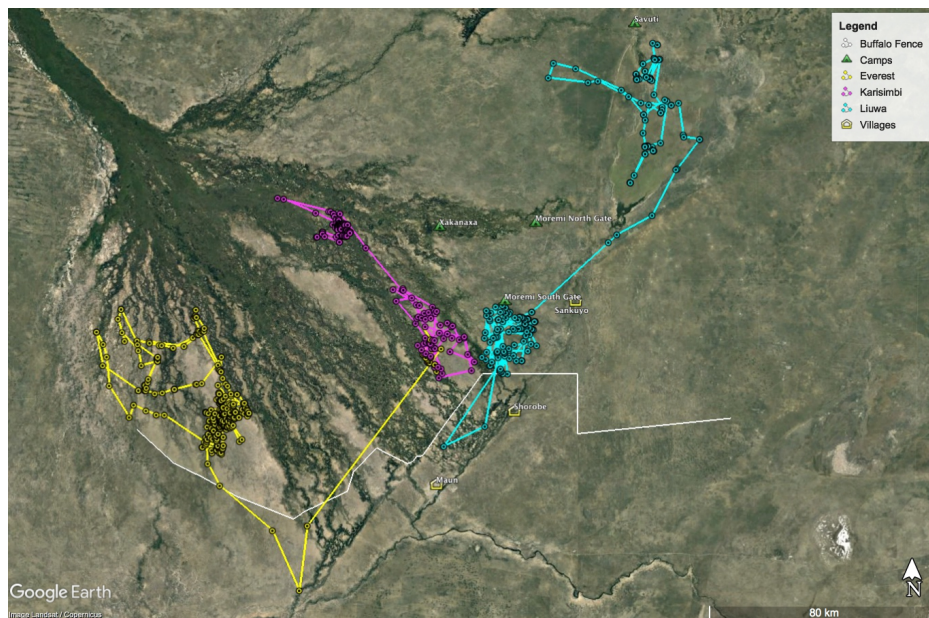 Savuti
Legend
Buffalo Fence
Camps
Everest
Karisimbi
Liuwa
Villages
Xakanaxa
Moremi North Gate
Moremi South Gate
Sankuyo
Shorobe
Maun
Google Earth
Image Landsat / Copernicus
N
80 km